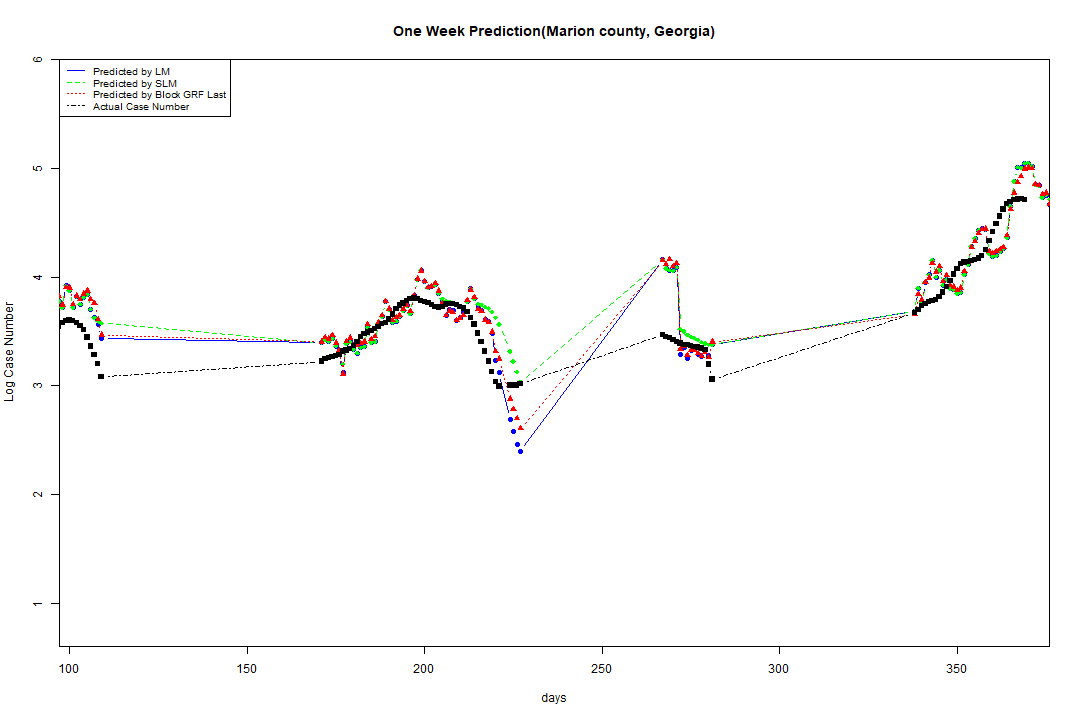 One Week Prediction(Marion county, Georgia)
Predicted by LM
Predicted by SLM
Predicted by Block GRF Last
Actual Case Number
6
5
4
3
2
1
Log Case Number
100 150 200 250 300 350
days